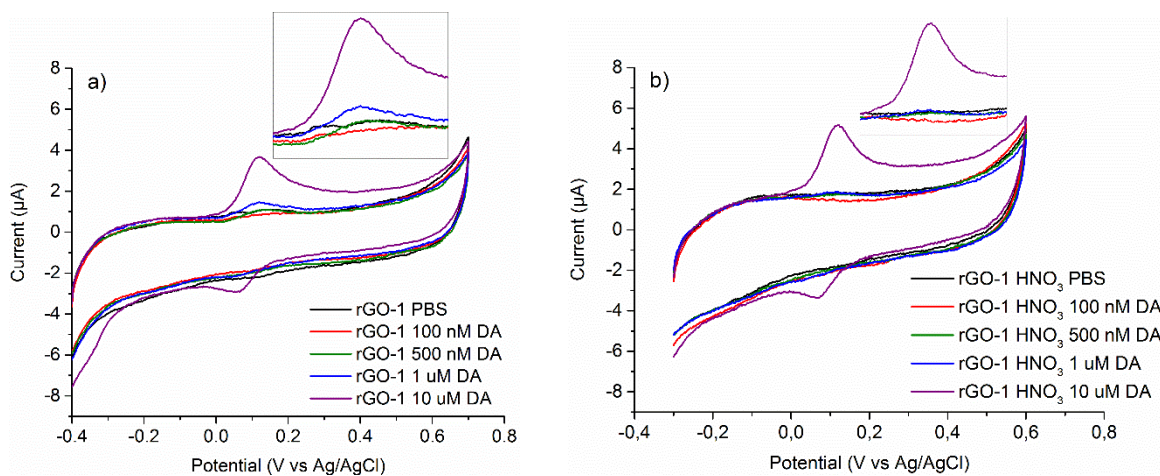 a)
8
6
4
2
0
-2
-4
-6
-8
Current (µA)
rGO-1 PBS
rGO-1 100 nM DA
rGO-1 500 nM DA
rGO-1 1 uM DA
rGO-1 10 uM DA
-0.4 -0.2 0.0 0.2 0.4 0.6 0.8
Potential (V vs Ag/AgCl)
b)
8
6
4
2
0
-2
-4
-6
-8
Current (µA)
rGO-1 HNO₃ PBS
rGO-1 HNO₃ 100 nM DA
rGO-1 HNO₃ 500 nM DA
rGO-1 HNO₃ 1 uM DA
rGO-1 HNO₃ 10 uM DA
-0,4 -0,2 0,0 0,2 0,4 0,6 0,8
Potential (V vs Ag/AgCl)